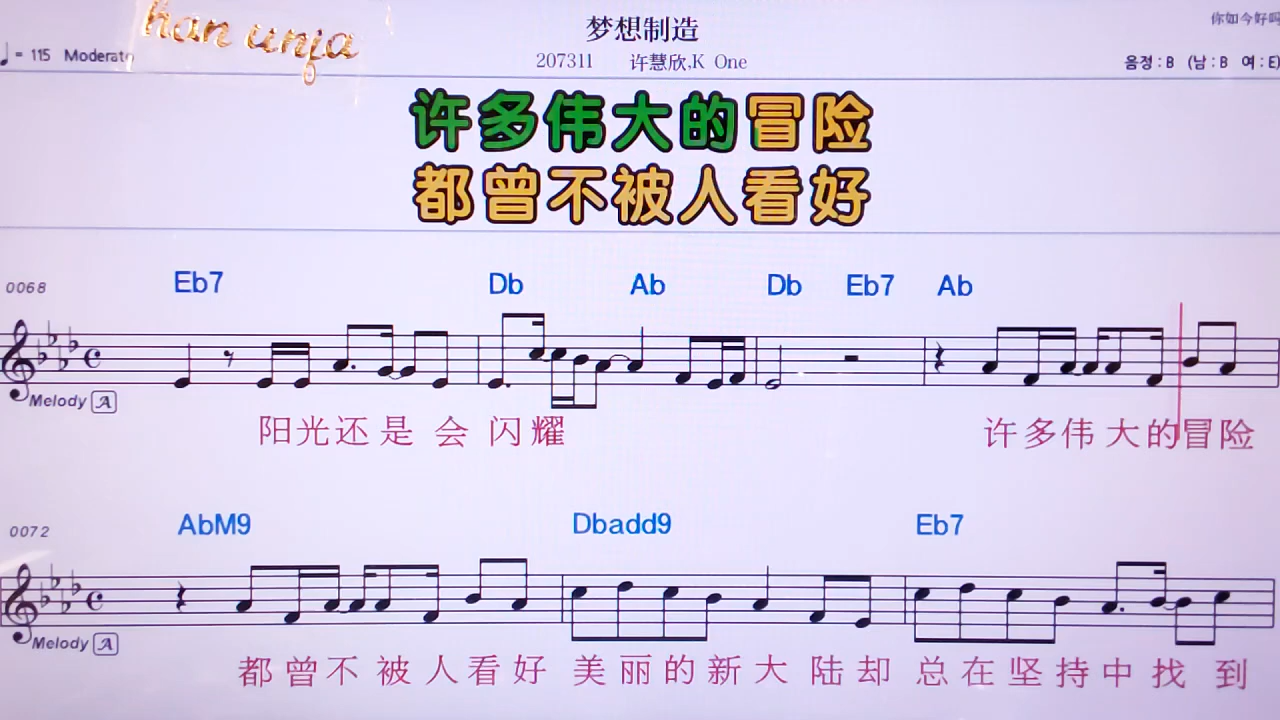 han unja
梦想制造
你如今好吗
♩= 115 Moderato
207311 许慧欣,K One
음정 : B (남 : B 여 : E)
许多伟大的冒险
都曾不被人看好
0068 Eb7 Db Ab Db Eb7 Ab
Melody A
阳光还是会闪耀 许多伟大的冒险
0072 AbM9 Dbadd9 Eb7
Melody A
都曾不被人看好 美丽的新大陆却 总在坚持中找到